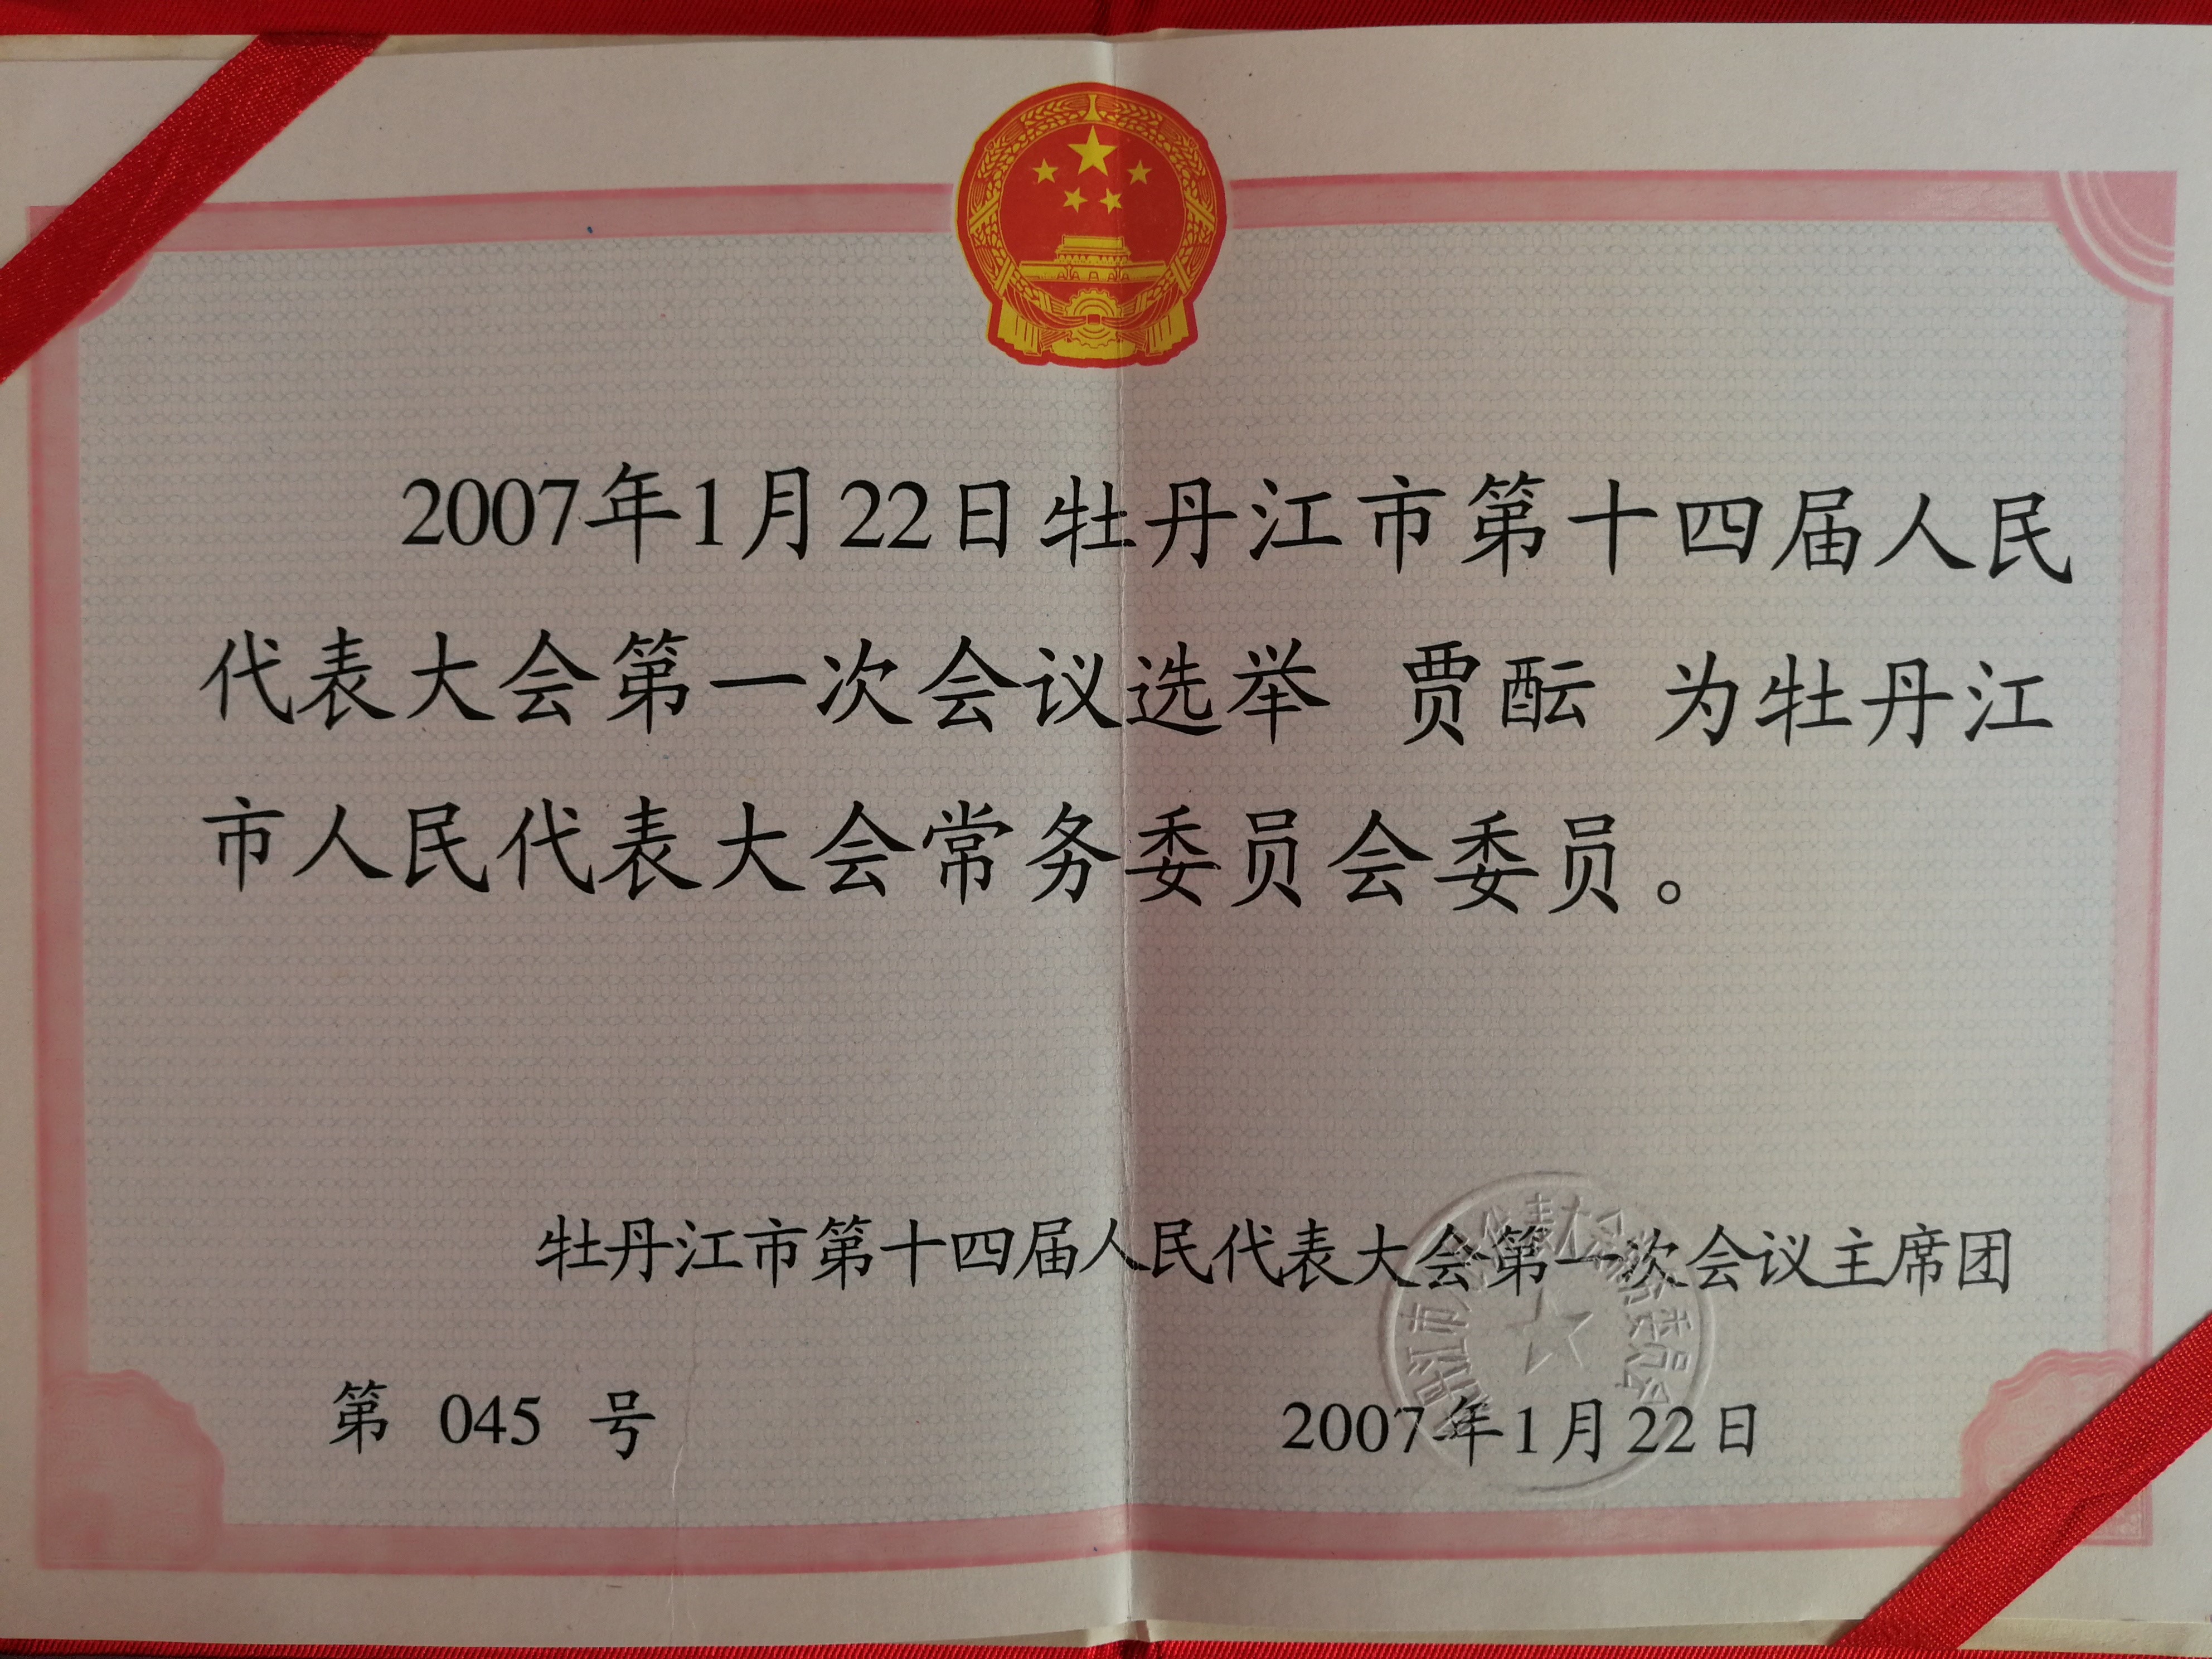 2007年1月22日牡丹江市第十四届人民
代表大会第一次会议选举 贾酝 为牡丹江
市人民代表大会常务委员会委员。
牡丹江市第十四届人民代表大会第一次会议主席团
第 045 号
2007年1月22日